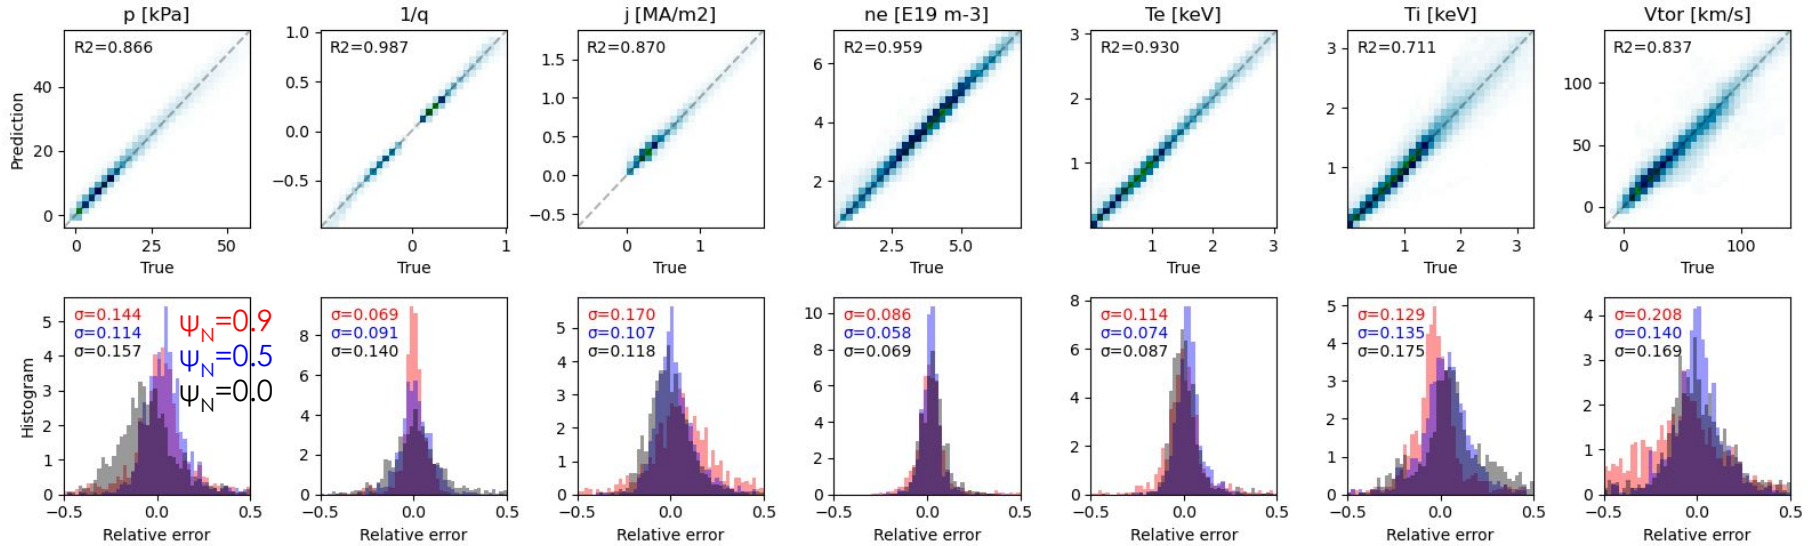 p [kPa]
1/q
j [MA/m2]
ne [E19 m-3]
Te [keV]
Ti [keV]
Vtor [km/s]
R2=0.866
R2=0.987
R2=0.870
R2=0.959
R2=0.930
R2=0.711
R2=0.837
Prediction
40
20
0
1.0
0.5
0.0
−0.5
1.5
1.0
0.5
0.0
−0.5
6
4
2
3
2
1
3
2
1
100
50
0
0 25 50
0 1
0 1
2.5 5.0
1 2 3
1 2 3
0 100
True
True
True
True
True
True
True
Histogram
σ=0.144
σ=0.114
σ=0.157
ψN=0.9
ψN=0.5
ψN=0.0
σ=0.069
σ=0.091
σ=0.140
σ=0.170
σ=0.107
σ=0.118
σ=0.086
σ=0.058
σ=0.069
σ=0.114
σ=0.074
σ=0.087
σ=0.129
σ=0.135
σ=0.175
σ=0.208
σ=0.140
σ=0.169
5
4
3
2
1
0
8
6
4
2
0
5
4
3
2
1
0
10
8
6
4
2
0
8
6
4
2
0
5
4
3
2
1
0
4
3
2
1
0
−0.5 0.0 0.5
−0.5 0.0 0.5
−0.5 0.0 0.5
−0.5 0.0 0.5
−0.5 0.0 0.5
−0.5 0.0 0.5
−0.5 0.0 0.5
Relative error
Relative error
Relative error
Relative error
Relative error
Relative error
Relative error